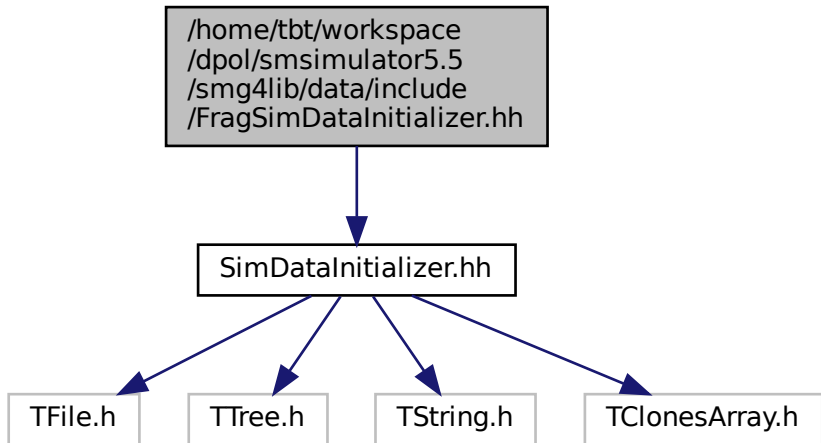 /home/tbt/workspace
/dpol/smsimulator5.5
/smg4lib/data/include
/FragSimDataInitializer.hh
SimDataInitializer.hh
TFile.h
TTree.h
TString.h
TClonesArray.h